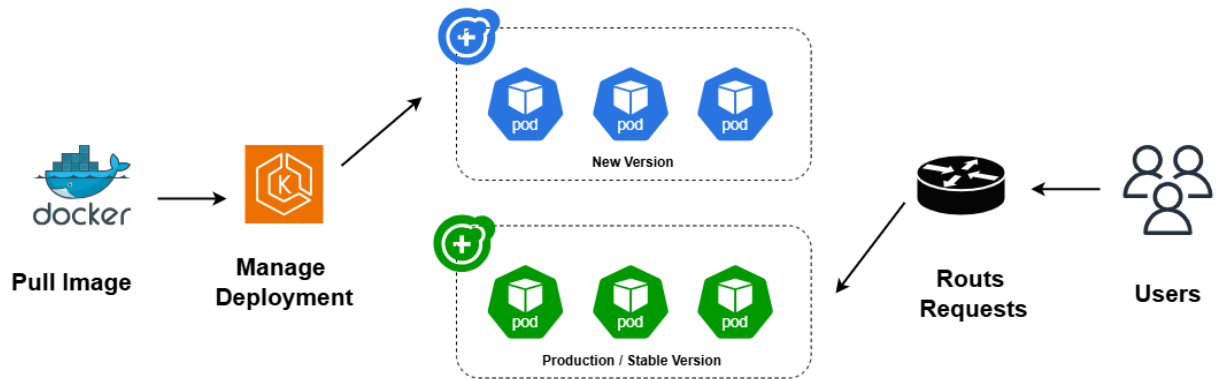 pod
pod
pod
New Version
docker
K
Pull Image
Manage
Deployment
pod
pod
pod
Production / Stable Version
Routs
Requests
Users